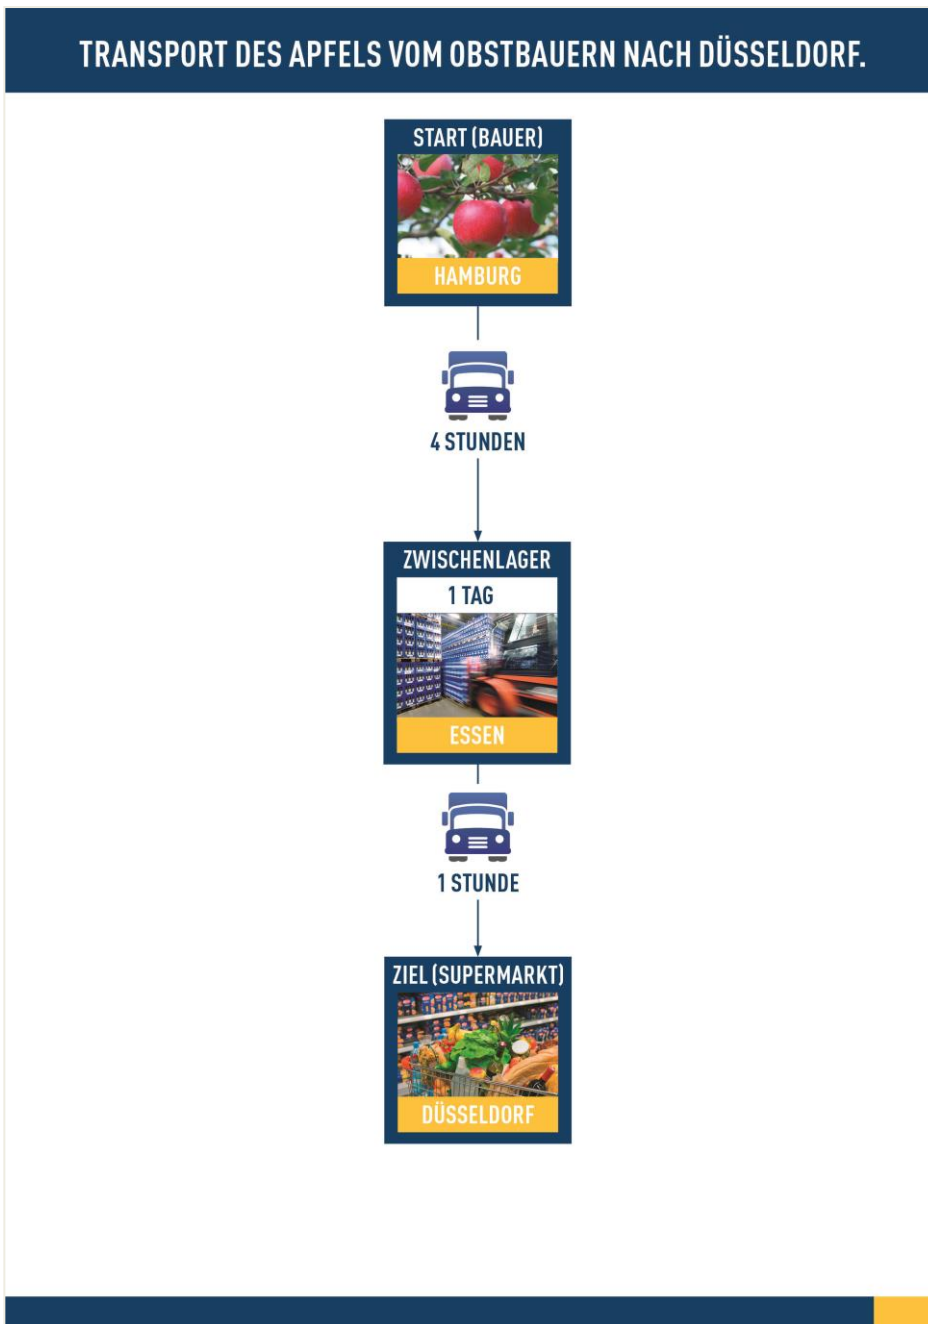 TRANSPORT DES APFELS VOM OBSTBAUERN NACH DÜSSELDORF.
START (BAUER)
HAMBURG
4 STUNDEN
ZWISCHENLAGER
1 TAG
ESSEN
1 STUNDE
ZIEL (SUPERMARKT)
DÜSSELDORF